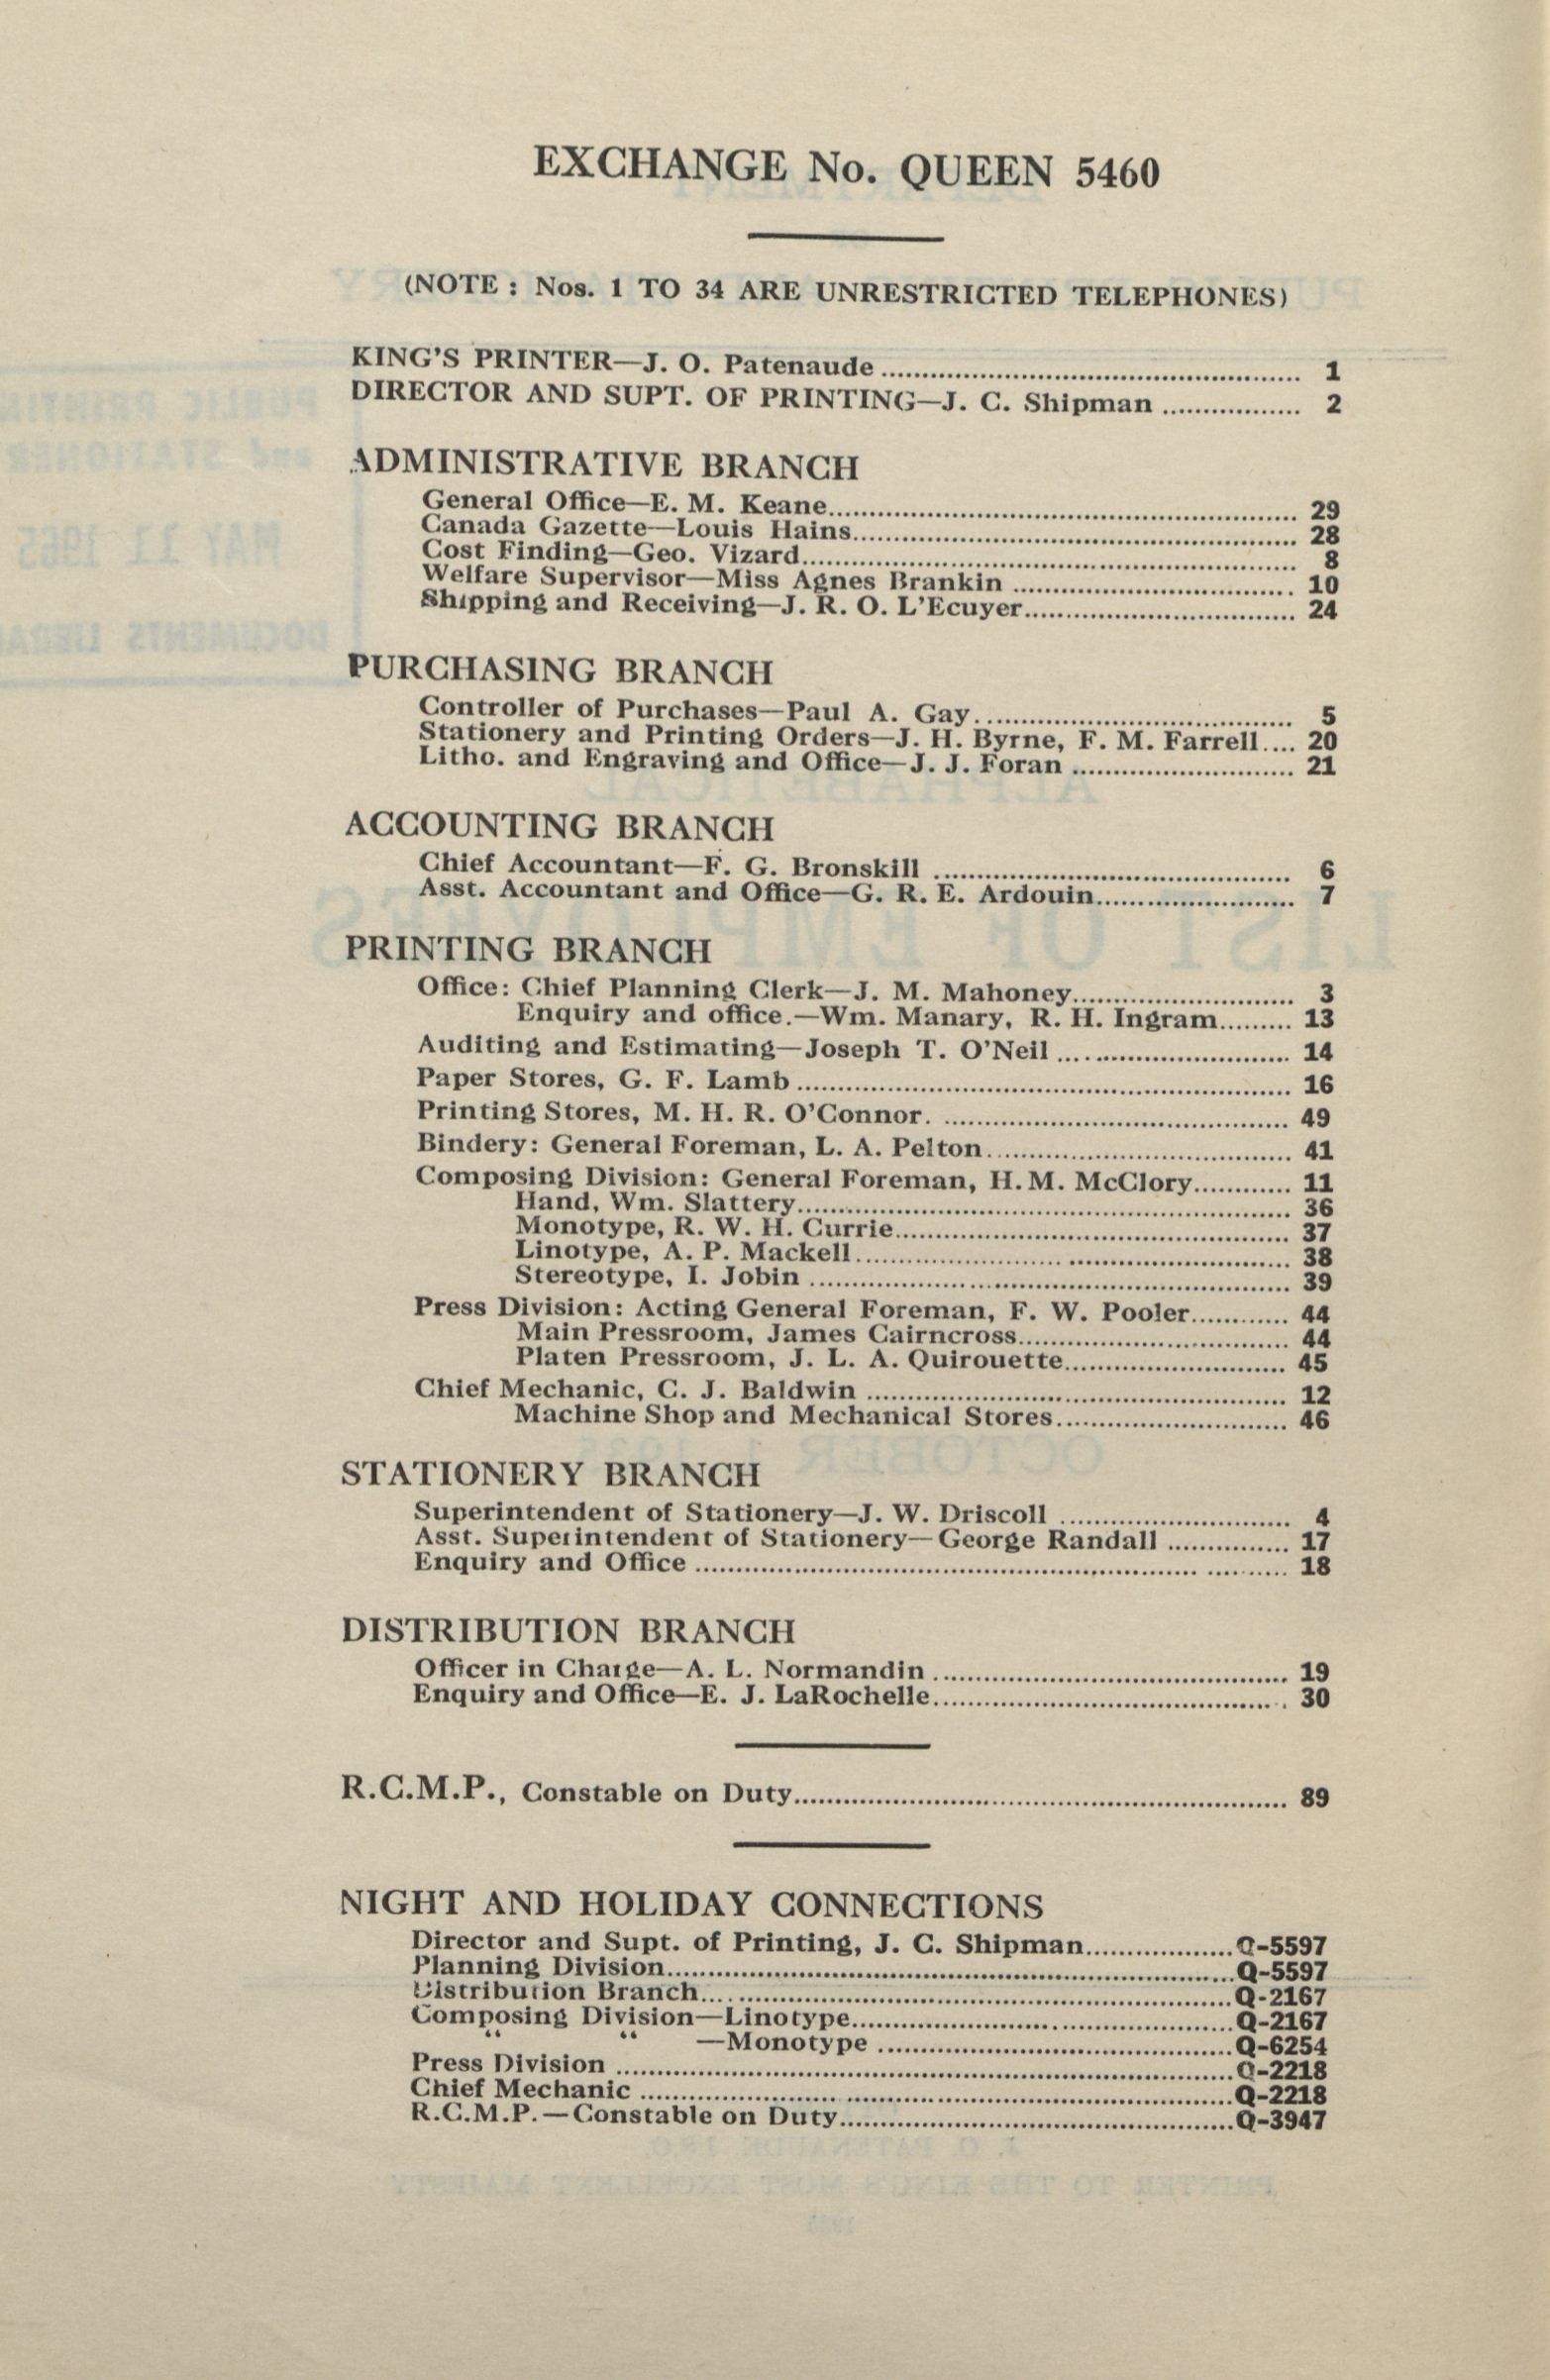 EXCHANGE No. QUEEN 5460
(NOTE : Nos. 1 TO 34 ARE UNRESTRICTED TELEPHONES)
KING'S PRINTER—J. O. Patenaude 1
DIRECTOR AND SUPT. OF PRINTING—J. C. Shipman 2
ADMINISTRATIVE BRANCH
General Office—E. M. Keane 29
Canada Gazette—Louis Hains 28
Cost Finding—Geo. Vizard 8
Welfare Supervisor—Miss Agnes Brankin 10
Shipping and Receiving—J. R. O. L'Ecuyer 24
PURCHASING BRANCH
Controller of Purchases—Paul A. Gay 5
Stationery and Printing Orders—J. H. Byrne, F. M. Farrell 20
Litho. and Engraving and Office—J. J. Foran 21
ACCOUNTING BRANCH
Chief Accountant—F. G. Bronskill 6
Asst. Accountant and Office—G. R. E. Ardouin 7
PRINTING BRANCH
Office: Chief Planning Clerk—J. M. Mahoney 3
Enquiry and office.—Wm. Manary, R. H. Ingram 13
Auditing and Estimating—Joseph T. O'Neil 14
Paper Stores, G. F. Lamb 16
Printing Stores, M. H. R. O'Connor. 49
Bindery: General Foreman, L. A. Pelton 41
Composing Division: General Foreman, H. M. McClory 11
Hand, Wm. Slattery 36
Monotype, R. W. H. Currie 37
Linotype, A. P. Mackell 38
Stereotype, I. Jobin 39
Press Division: Acting General Foreman, F. W. Pooler 44
Main Pressroom, James Cairncross 44
Platen Pressroom, J. L. A. Quirouette 45
Chief Mechanic, C. J. Baldwin 12
Machine Shop and Mechanical Stores 46
STATIONERY BRANCH
Superintendent of Stationery—J. W. Driscoll 4
Asst. Superintendent of Stationery—George Randall 17
Enquiry and Office 18
DISTRIBUTION BRANCH
Officer in Charge—A. L. Normandin 19
Enquiry and Office—E. J. LaRochelle 30
R.C.M.P., Constable on Duty 89
NIGHT AND HOLIDAY CONNECTIONS
Director and Supt. of Printing, J. C. Shipman Q-5597
Planning Division Q-5597
Distribution Branch Q-2167
Composing Division—Linotype Q-2167
" " —Monotype Q-6254
Press Division Q-2218
Chief Mechanic Q-2218
R.C.M.P.—Constable on Duty Q-3947